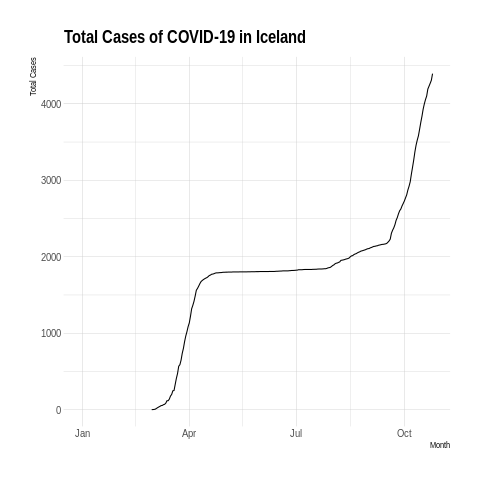 Total Cases of COVID-19 in Iceland
Total Cases
4000
3000
2000
1000
0
Jan Apr Jul Oct
Month